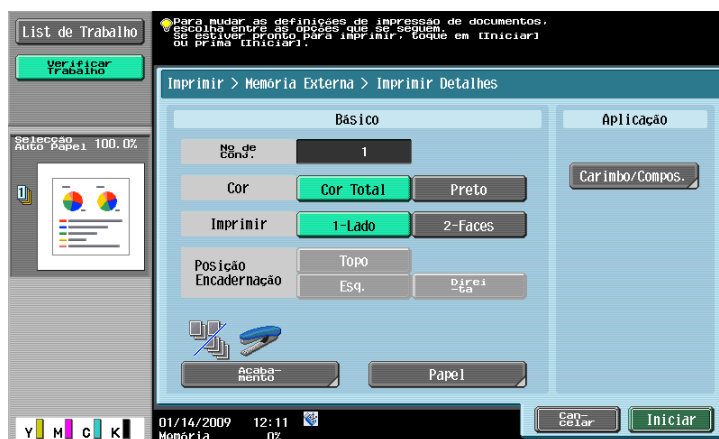 List de Trabalho
Verificar
Trabalho
Para mudar as definições de impressão de documentos,
escolha entre as opções que se seguem.
Se estiver pronto para imprimir, toque em [Iniciar]
ou prima [Iniciar].
Imprimir > Memória Externa > Imprimir Detalhes
Selecção
Auto Papel 100.0%
1
Básico
Aplicação
No de
Conj.
1
Cor
Cor Total
Preto
Carimbo/Compos.
Imprimir
1-Lado
2-Faces
Posição
Encadernação
Topo
Esq.
Direi
-ta
Acaba-
mento
Papel
Y M C K
01/14/2009 12:11
Memória 0%
Can-
celar
Iniciar